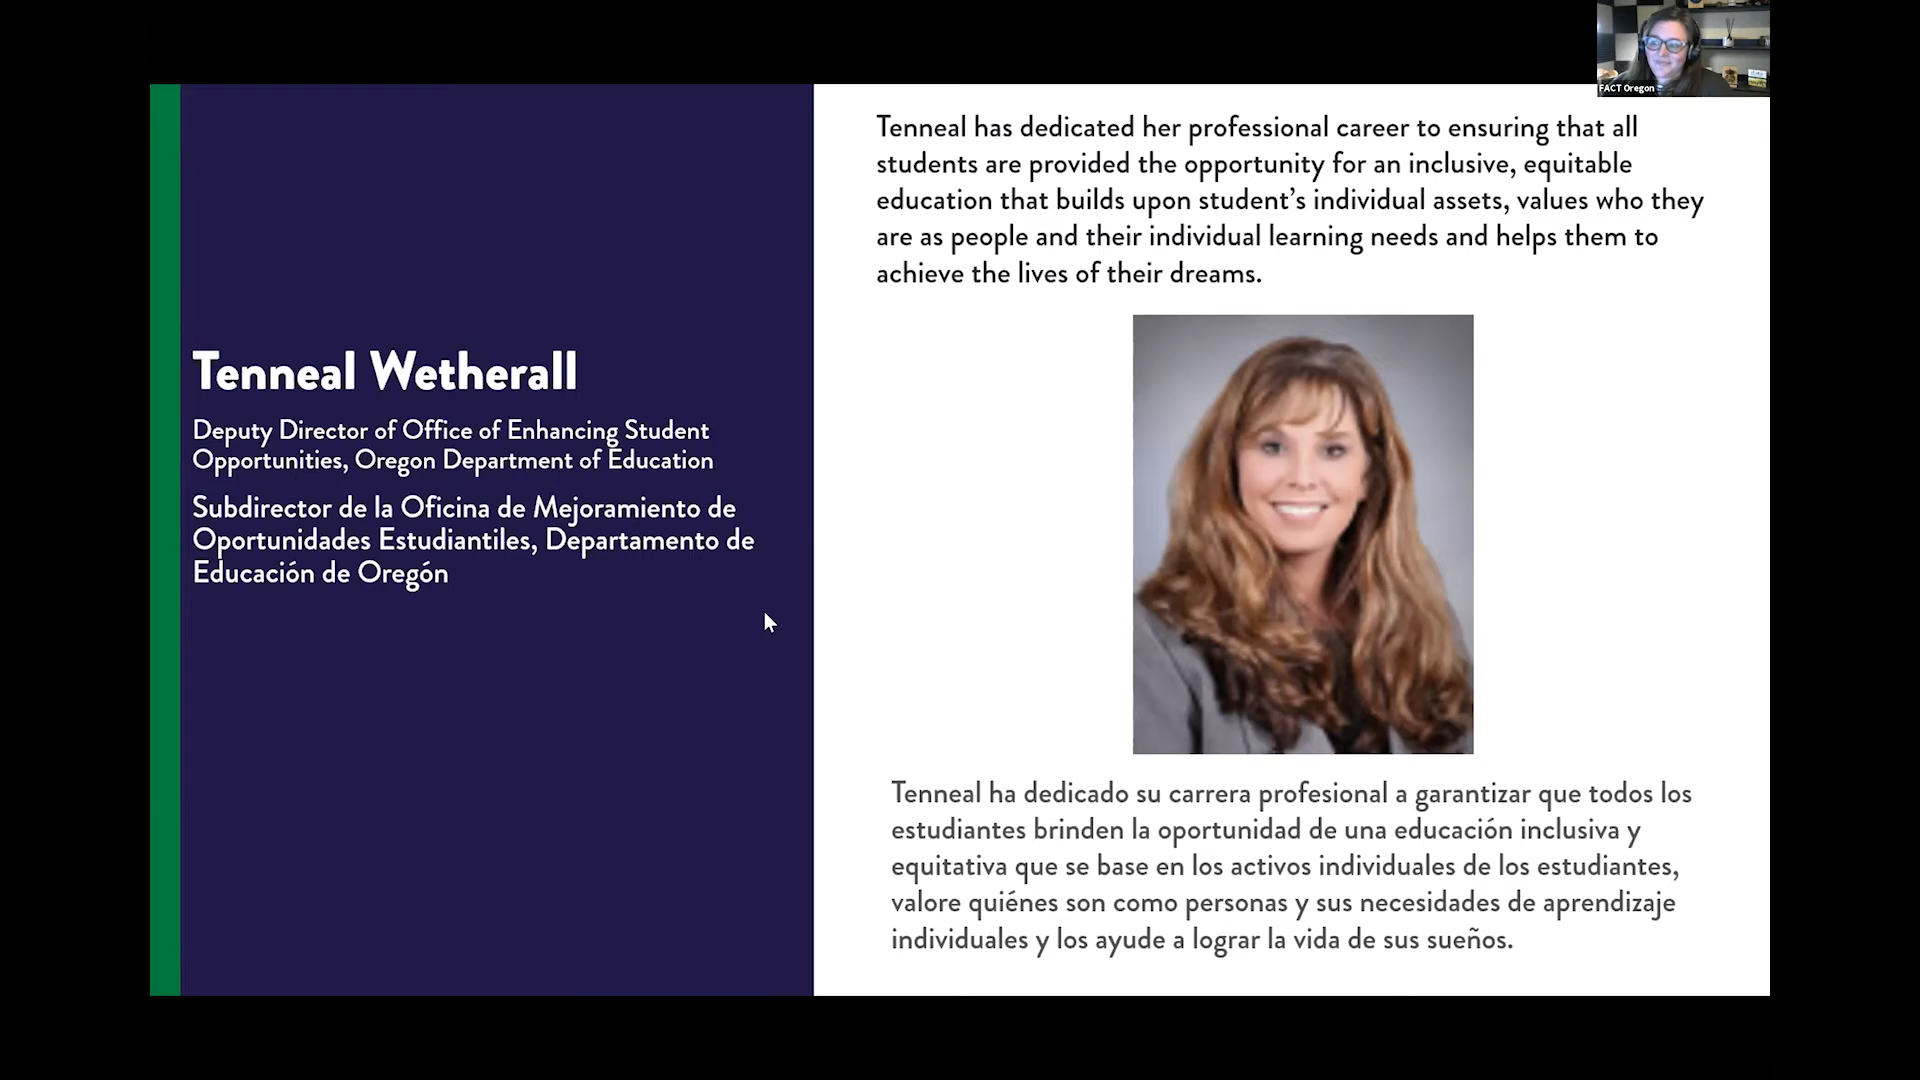 FACT Oregon
Tenneal has dedicated her professional career to ensuring that all
students are provided the opportunity for an inclusive, equitable
education that builds upon student’s individual assets, values who they
are as people and their individual learning needs and helps them to
achieve the lives of their dreams.
Tenneal Wetherall
Deputy Director of Office of Enhancing Student
Opportunities, Oregon Department of Education
Subdirector de la Oficina de Mejoramiento de
Oportunidades Estudiantiles, Departamento de
Educación de Oregón
Tenneal ha dedicado su carrera profesional a garantizar que todos los
estudiantes brinden la oportunidad de una educación inclusiva y
equitativa que se base en los activos individuales de los estudiantes,
valore quiénes son como personas y sus necesidades de aprendizaje
individuales y los ayude a lograr la vida de sus sueños.